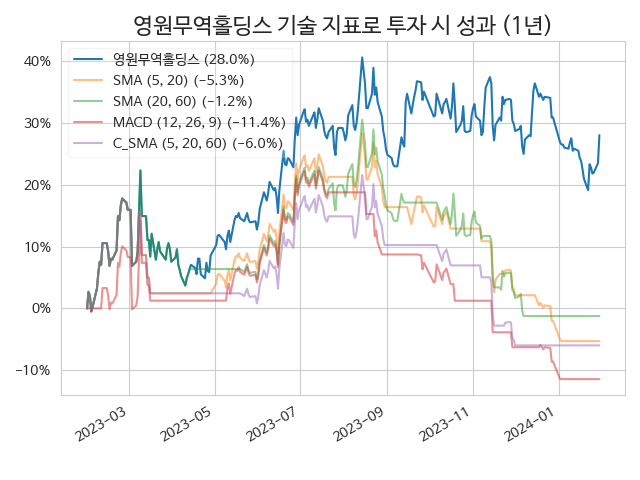 영원무역홀딩스 기술 지표로 투자 시 성과 (1년)
영원무역홀딩스 (28.0%)
SMA (5, 20) (−5.3%)
SMA (20, 60) (−1.2%)
MACD (12, 26, 9) (−11.4%)
C_SMA (5, 20, 60) (−6.0%)
40%
30%
20%
10%
0%
−10%
2023−03
2023−05
2023−07
2023−09
2023−11
2024−01